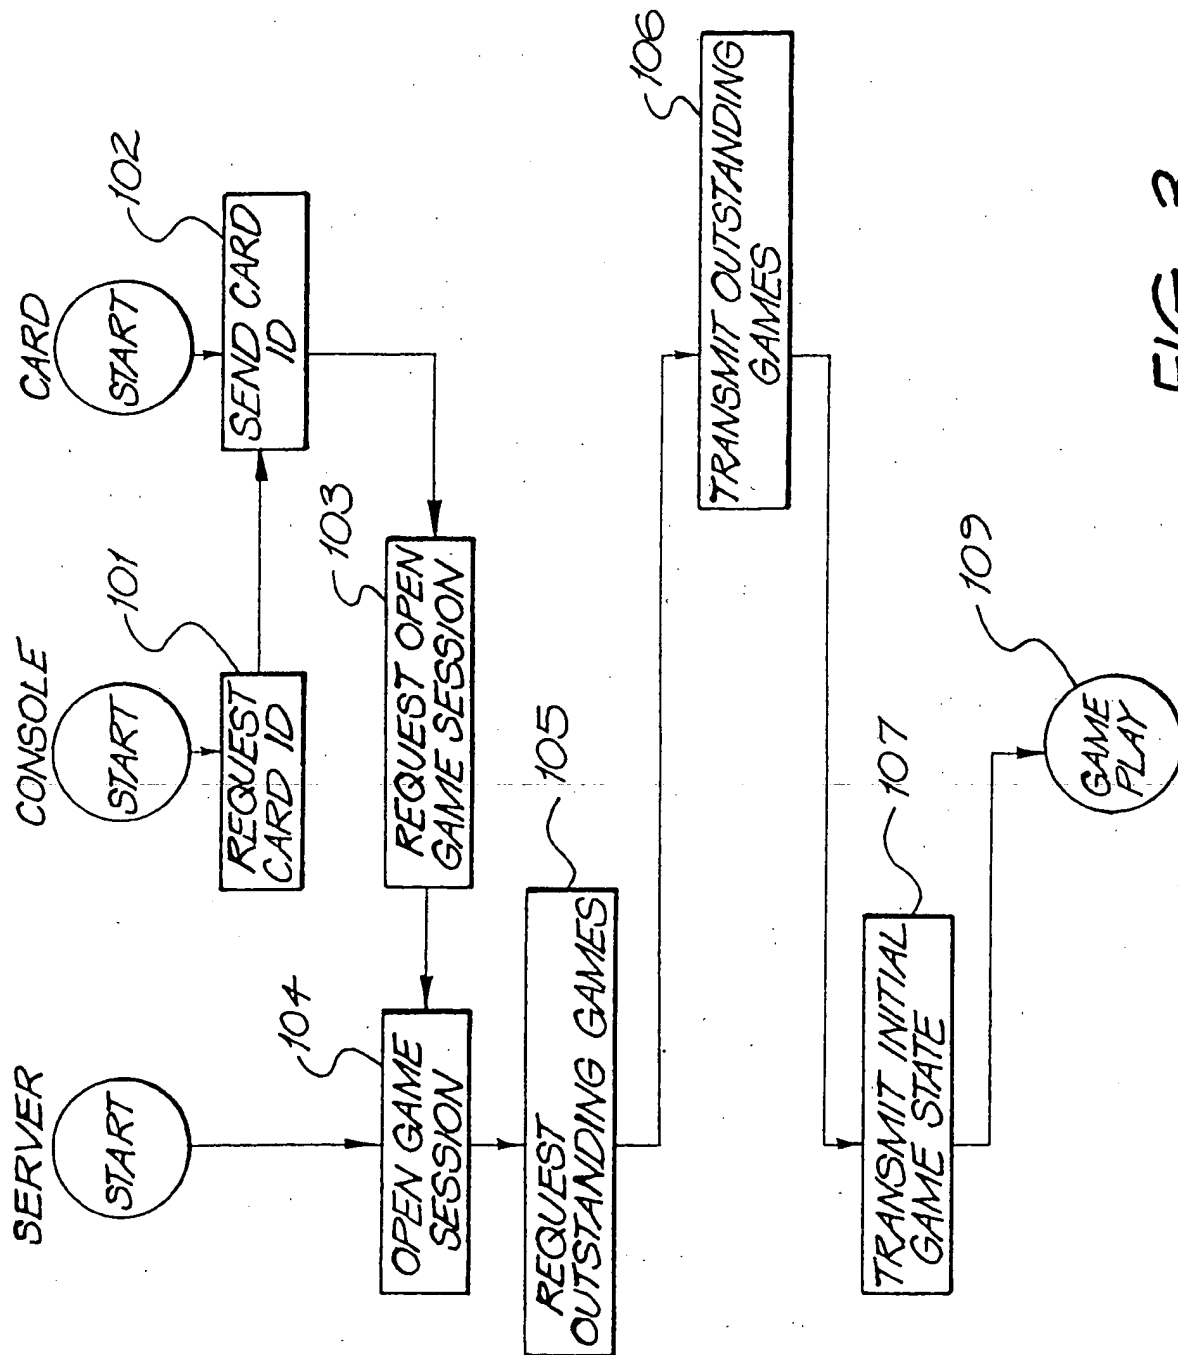 SERVER
CONSOLE
CARD
START
START
START
101
102
REQUEST
CARD ID
SEND CARD
ID
103
104
REQUEST OPEN
GAME SESSION
OPEN GAME
SESSION
105
REQUEST
OUTSTANDING GAMES
106
TRANSMIT OUTSTANDING
GAMES
107
TRANSMIT INITIAL
GAME STATE
109
GAME
PLAY
FIG.